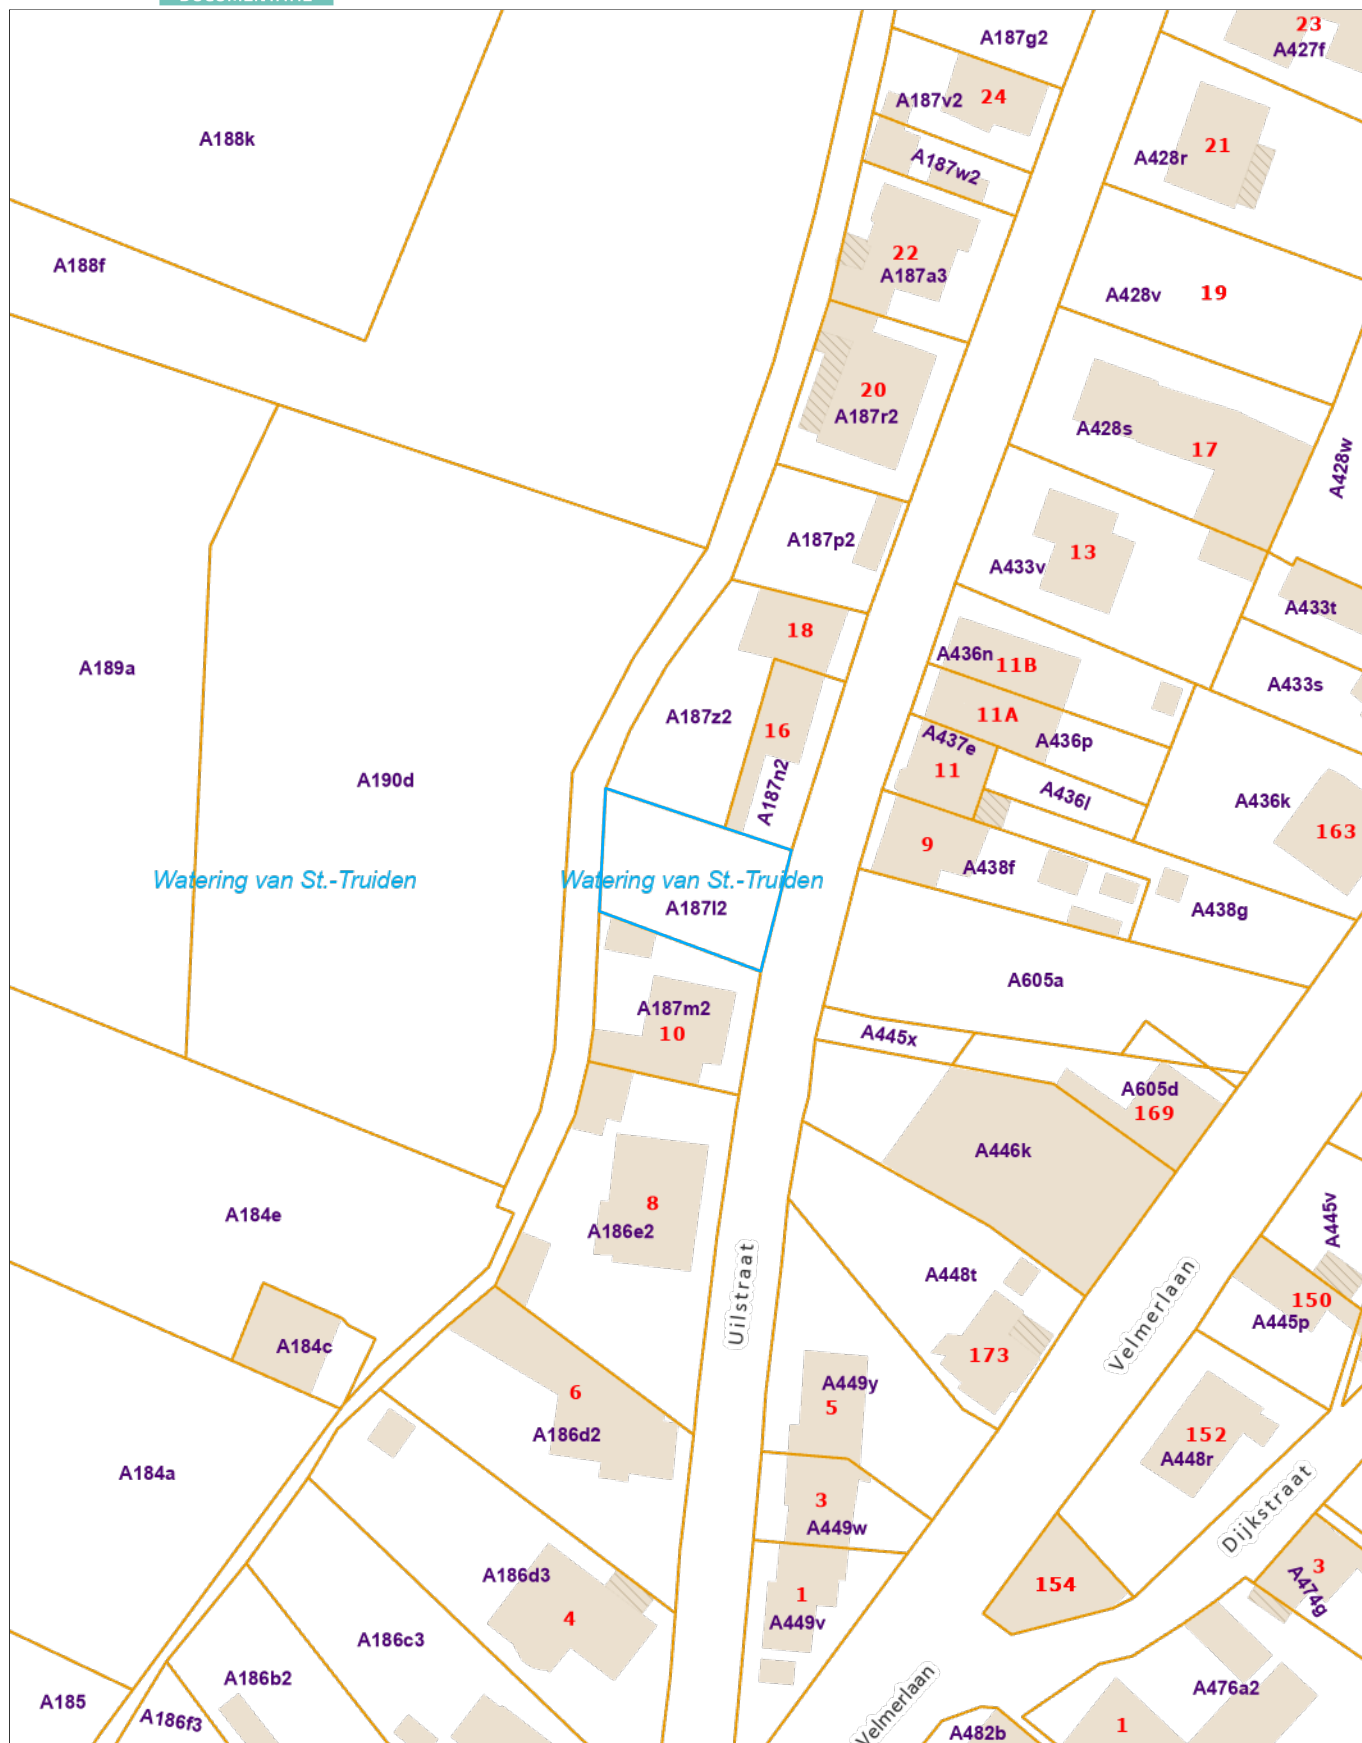 A187g2
23
A427f
A187v2
24
A188k
A428r
21
A187w2
A188f
22
A187a3
A428v
19
20
A187r2
A428s
17
A428w
A187p2
A433v
13
A433t
18
A436n
11B
A189a
A433s
A187z2
16
11A
A437e
A436p
A190d
A187n2
11
A436l
A436k
163
9
A438f
Watering van St.-Truiden
Watering van St.-Truiden
A187l2
A438g
A605a
A187m2
10
A445x
A605d
169
A446k
8
A186e2
A184e
A445v
Uilstraat
A448t
Velmerlaan
150
A445p
A184c
173
6
A186d2
A449y
5
152
A448r
A184a
3
A449w
Dijkstraat
A186d3
4
154
3
A474g
1
A449v
A186c3
A186b2
A185
A186f3
Velmerlaan
A476a2
1
A482b